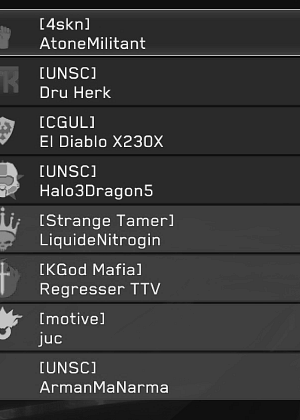 [4skn]
AtoneMilitant
[UNSC]
Dru Herk
[CGUL]
El Diablo X230X
[UNSC]
Halo3Dragon5
[Strange Tamer]
LiquideNitrogin
[KGod Mafia]
Regresser TTV
[motive]
juc
[UNSC]
ArmanMaNarma